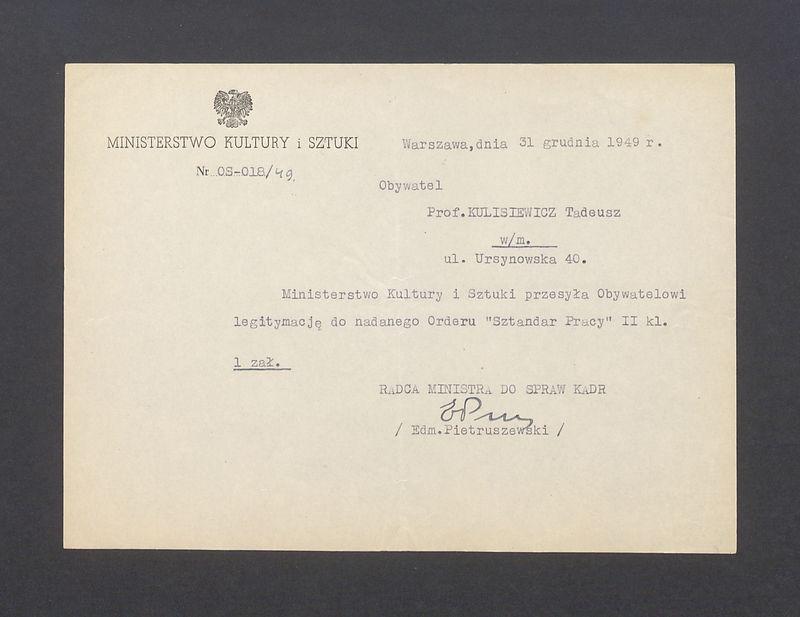 MINISTERSTWO KULTURY i SZTUKI
Nr. OS-018/49.
Warszawa,dnia 31 grudnia 1949 r.
Obywatel
Prof.KULISIEWICZ Tadeusz
w/m.
ul. Ursynowska 40.
Ministerstwo Kultury i Sztuki przesyła Obywatelowi
legitymację do nadanego Orderu "Sztandar Pracy" II kl.
1 zał.
RADCA MINISTRA DO SPRAW KADR
/ Edm.Pietruszewski /